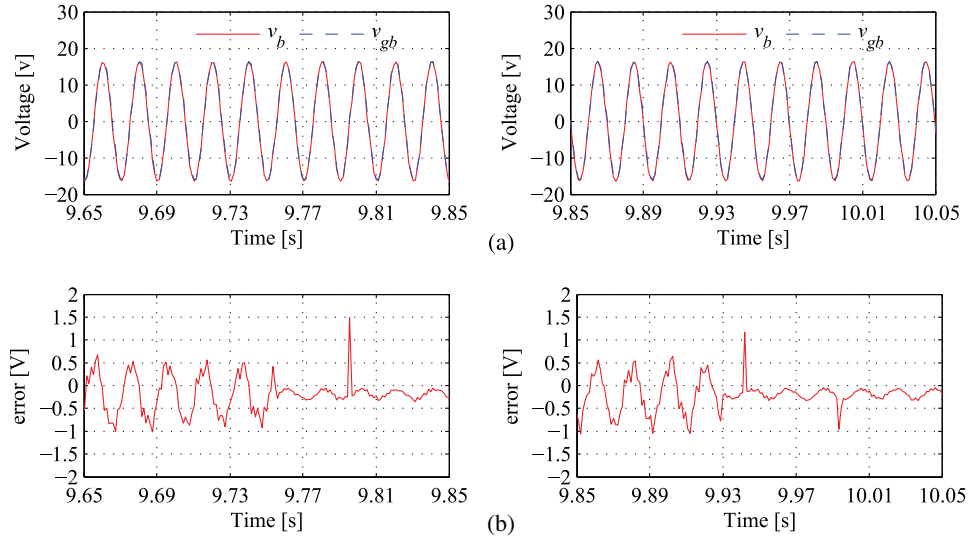 30
20
10
0
−10
−20
Voltage [v]
v_b v_gb
9.65 9.69 9.73 9.77 9.81 9.85
Time [s]
30
20
10
0
−10
−20
Voltage [v]
v_b v_gb
9.85 9.89 9.93 9.97 10.01 10.05
Time [s]
(a)
2
1.5
1
0.5
0
−0.5
−1
−1.5
−2
error [V]
9.65 9.69 9.73 9.77 9.81 9.85
Time [s]
2
1.5
1
0.5
0
−0.5
−1
−1.5
−2
error [V]
9.85 9.89 9.93 9.97 10.01 10.05
Time [s]
(b)